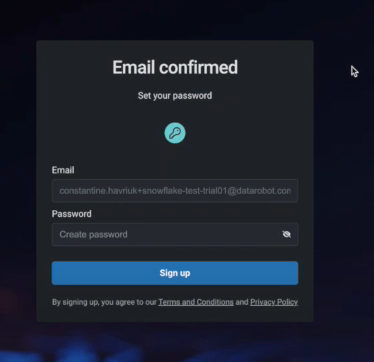 Email confirmed
Set your password
Email
constantine.havriuk+snowflake-test-trial01@datarobot.con
Password
Create password
Sign up
By signing up, you agree to our Terms and Conditions and Privacy Policy